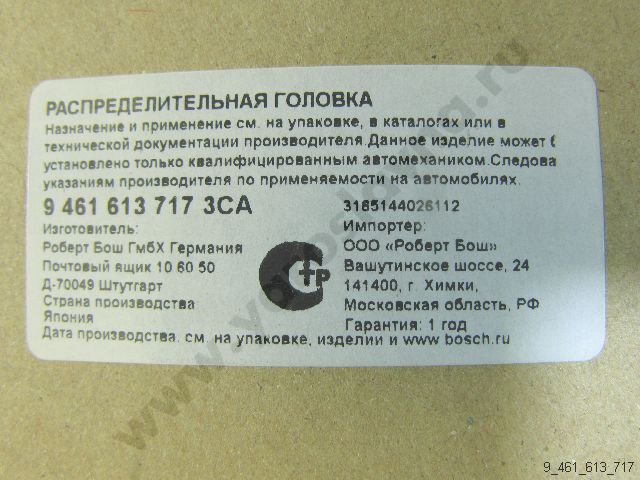 РАСПРЕДЕЛИТЕЛЬНАЯ ГОЛОВКА
Назначение и применение см. на упаковке, в каталогах или в
технической документации производителя.Данное изделие может б
установлено только квалифицированным автомехаником.Следова
указаниям производителя по применяемости на автомобилях.
9 461 613 717 3CA
3165144026112
Изготовитель:
Роберт Бош ГмбХ Германия
Почтовый ящик 10 60 50
Д-70049 Штутгарт
Страна производства
Япония
Импортер:
ООО «Роберт Бош»
Вашутинское шоссе, 24
141400, г. Химки,
Московская область, РФ
Гарантия: 1 год
Дата производства. см. на упаковке, изделии и www.bosch.ru
9_461_613_717